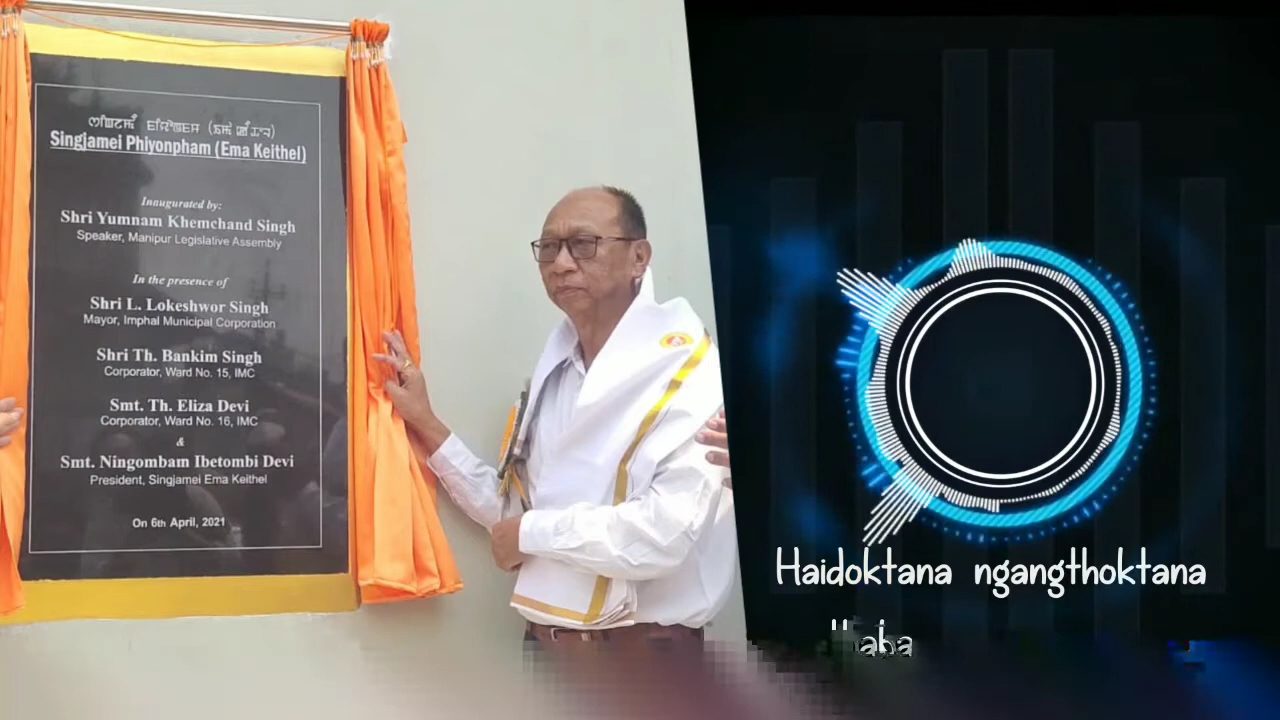 Singjamei Phiyonpham (Ema Keithel)
Inaugurated by:
Shri Yumnam Khemchand Singh
Speaker, Manipur Legislative Assembly
In the presence of
Shri L. Lokeshwor Singh
Mayor, Imphal Municipal Corporation
Shri Th. Bankim Singh
Corporator, Ward No. 15, IMC
Smt. Th. Eliza Devi
Corporator, Ward No. 16, IMC
&
Smt. Ningombam Ibetombi Devi
President, Singjamei Ema Keithel
On 6th April, 2021
Haidoktana ngangthoktana